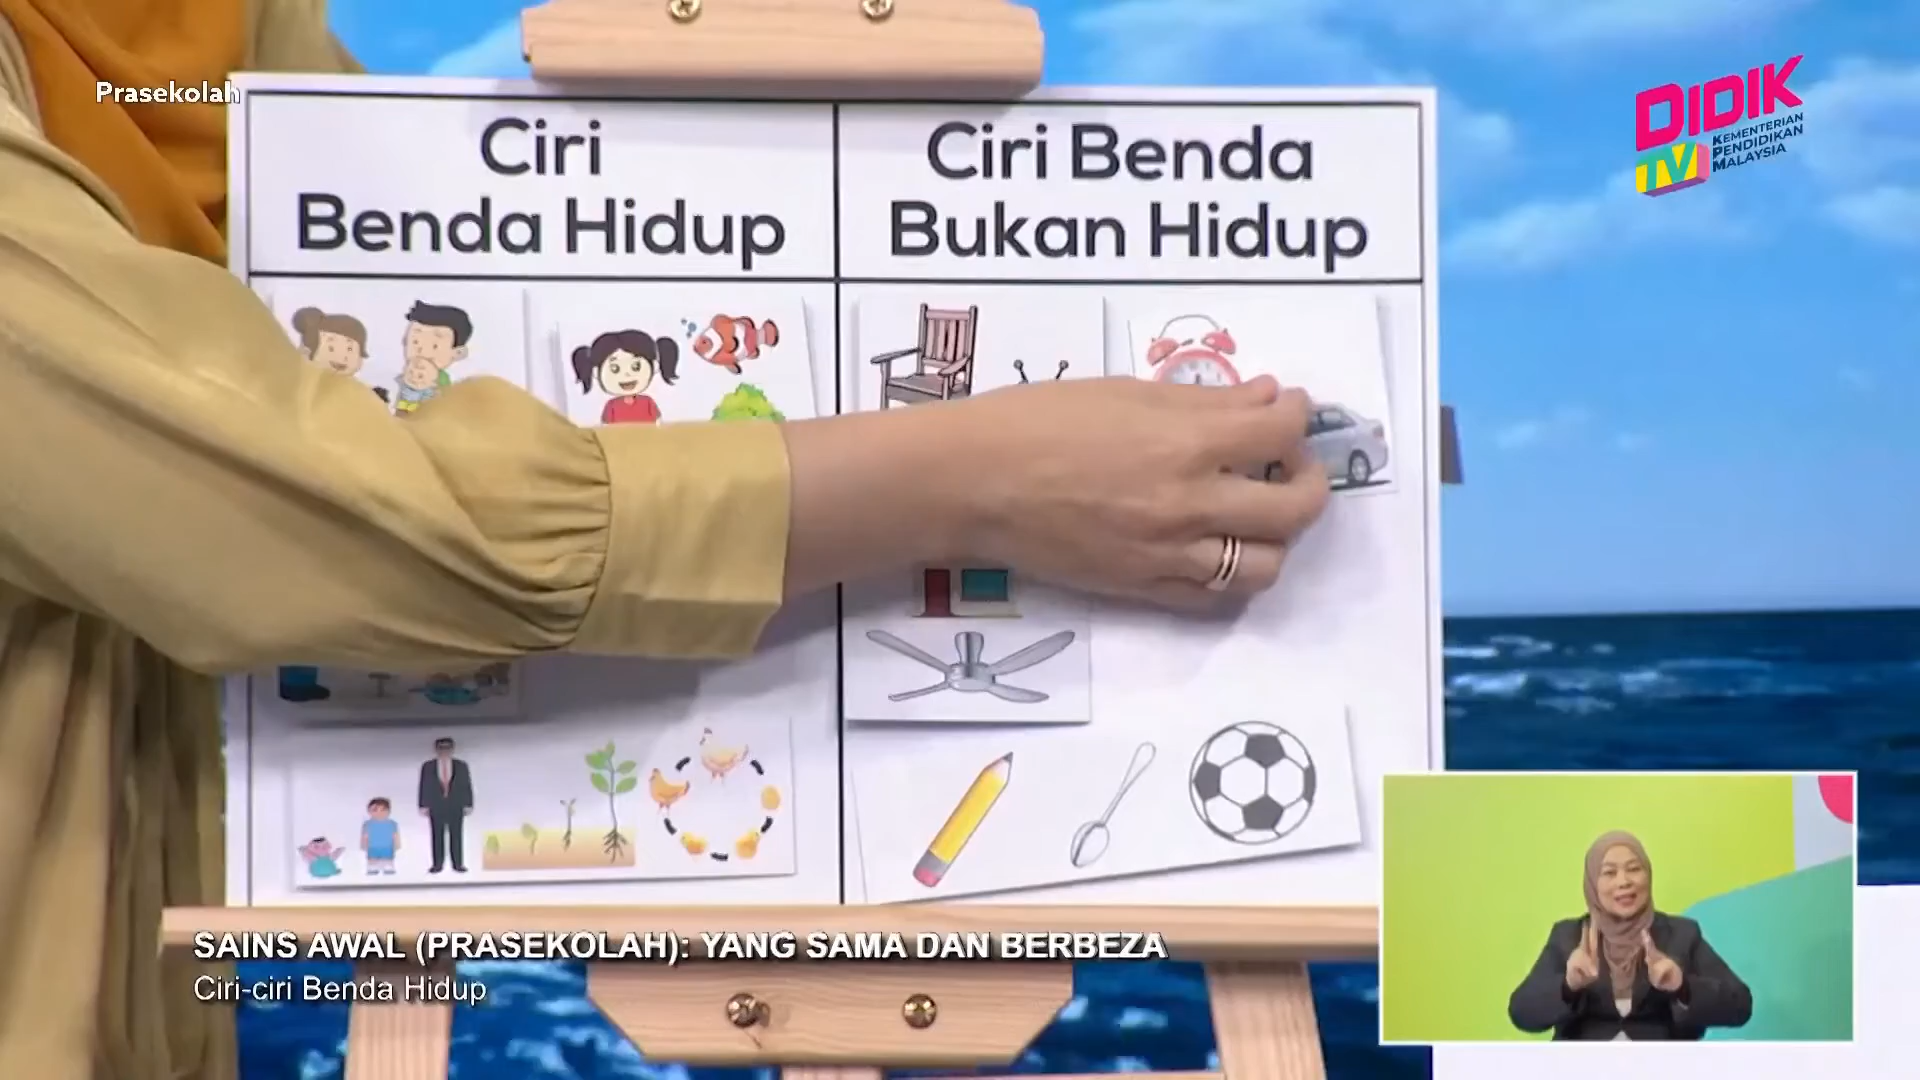 Prasekolah
Ciri
Benda Hidup
Ciri Benda
Bukan Hidup
DIDIK
TV
KEMENTERIAN
PENDIDIKAN
MALAYSIA
SAINS AWAL (PRASEKOLAH): YANG SAMA DAN BERBEZA
Ciri-ciri Benda Hidup